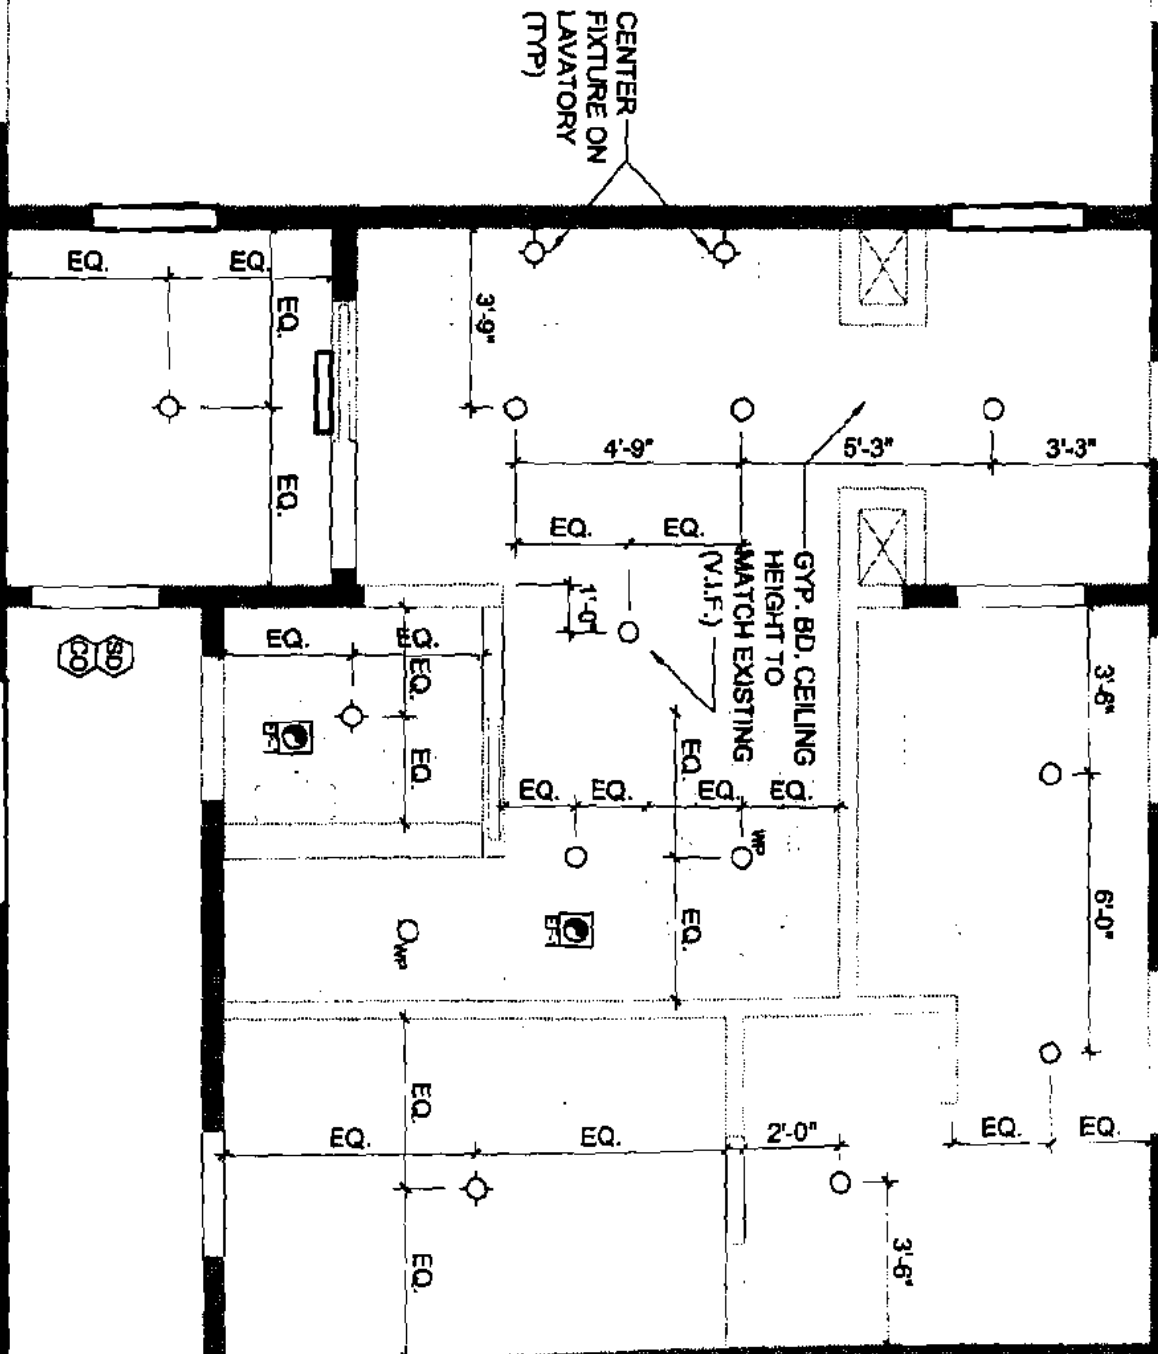 CENTER
FIXTURE ON
LAVATORY
(TYP)
EQ.
EQ.
EQ.
EQ.
3'-9"
4'-9"
5'-3"
3'-3"
EQ.
EQ.
1'-0"
GYP. BD. CEILING
HEIGHT TO
MATCH EXISTING
(V.I.F.)
SD
CO
EQ.
EQ.
EQ.
EQ.
EQ.
EQ.
EQ.
EQ.
EQ.
EQ.
WP
WP
3'-6"
6'-0"
EQ.
EQ.
EQ.
EQ.
2'-0"
EQ.
EQ.
3'-6"